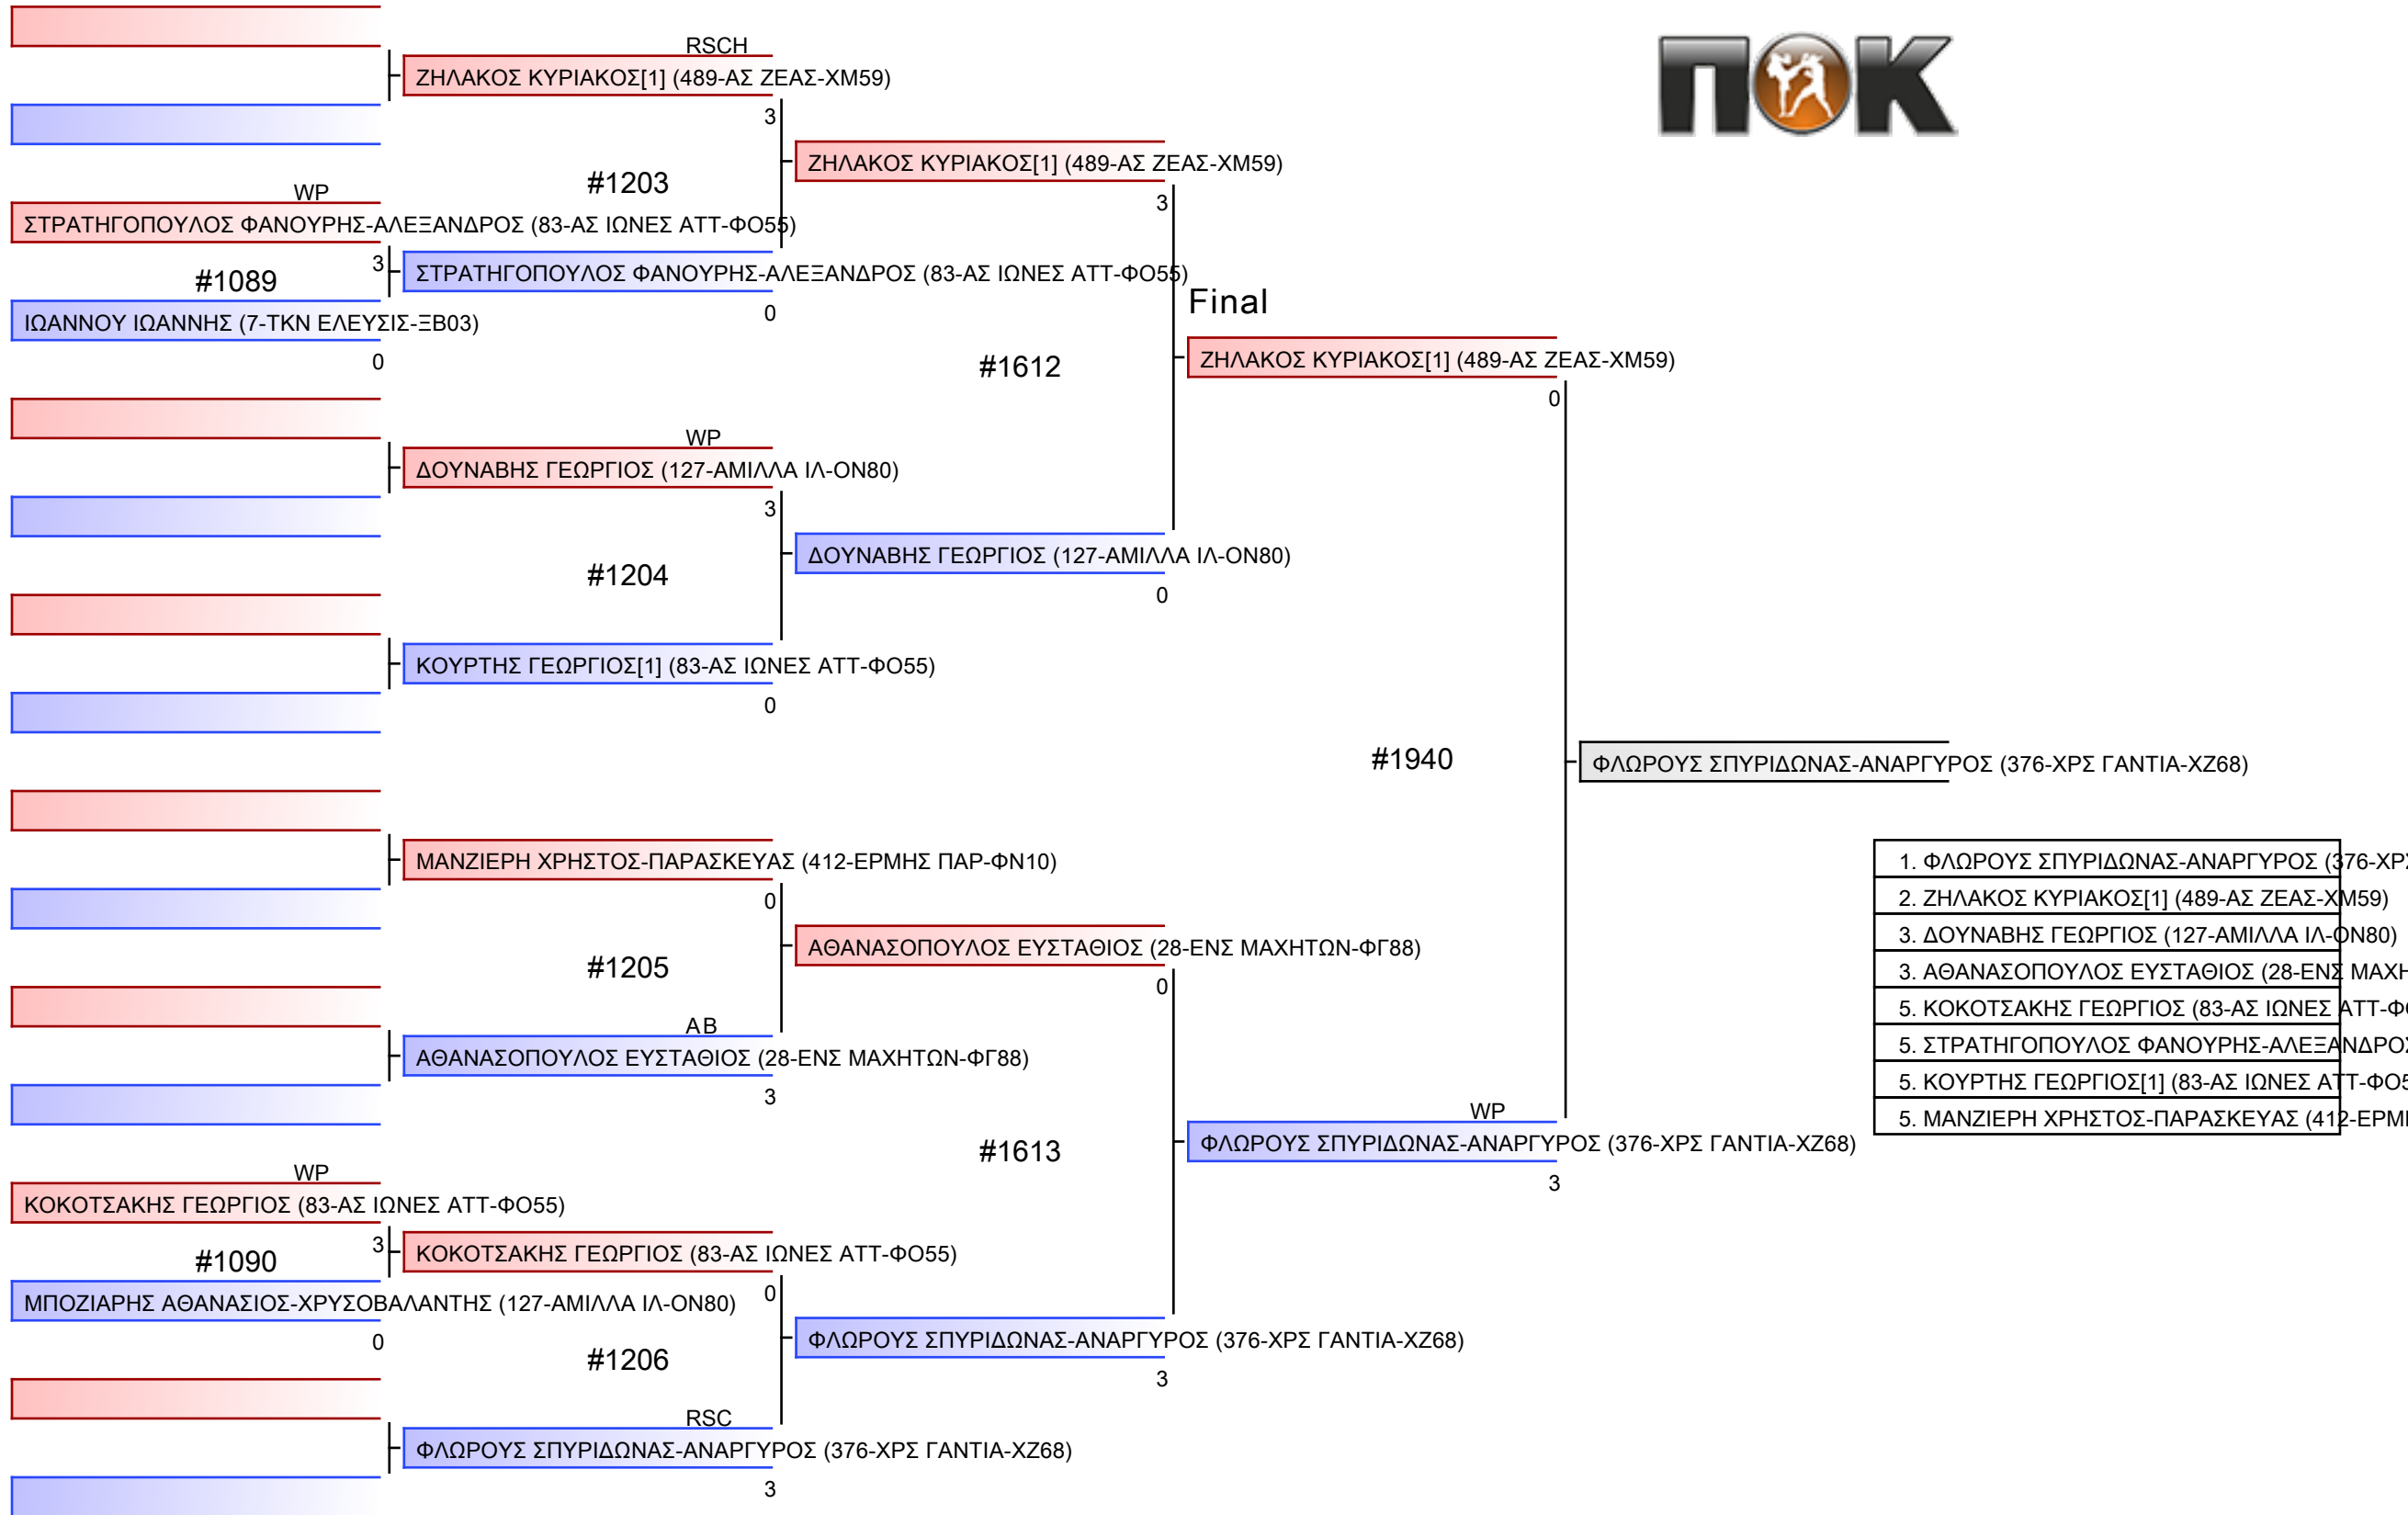 ΠΟΚ
RSCH
ΖΗΛΑΚΟΣ ΚΥΡΙΑΚΟΣ[1] (489-ΑΣ ΖΕΑΣ-ΧΜ59)
3
ΖΗΛΑΚΟΣ ΚΥΡΙΑΚΟΣ[1] (489-ΑΣ ΖΕΑΣ-ΧΜ59)
3
#1203
WP
ΣΤΡΑΤΗΓΟΠΟΥΛΟΣ ΦΑΝΟΥΡΗΣ-ΑΛΕΞΑΝΔΡΟΣ (83-ΑΣ ΙΩΝΕΣ ΑΤΤ-ΦΟ55)
3
#1089
ΣΤΡΑΤΗΓΟΠΟΥΛΟΣ ΦΑΝΟΥΡΗΣ-ΑΛΕΞΑΝΔΡΟΣ (83-ΑΣ ΙΩΝΕΣ ΑΤΤ-ΦΟ55)
0
ΙΩΑΝΝΟΥ ΙΩΑΝΝΗΣ (7-ΤΚΝ ΕΛΕΥΣΙΣ-ΞΒ03)
0
Final
#1612
ΖΗΛΑΚΟΣ ΚΥΡΙΑΚΟΣ[1] (489-ΑΣ ΖΕΑΣ-ΧΜ59)
0
WP
ΔΟΥΝΑΒΗΣ ΓΕΩΡΓΙΟΣ (127-ΑΜΙΛΛΑ ΙΛ-ΟΝ80)
3
ΔΟΥΝΑΒΗΣ ΓΕΩΡΓΙΟΣ (127-ΑΜΙΛΛΑ ΙΛ-ΟΝ80)
0
#1204
ΚΟΥΡΤΗΣ ΓΕΩΡΓΙΟΣ[1] (83-ΑΣ ΙΩΝΕΣ ΑΤΤ-ΦΟ55)
0
#1940
ΦΛΩΡΟΥΣ ΣΠΥΡΙΔΩΝΑΣ-ΑΝΑΡΓΥΡΟΣ (376-ΧΡΣ ΓΑΝΤΙΑ-ΧΖ68)
ΜΑΝΖΙΕΡΗ ΧΡΗΣΤΟΣ-ΠΑΡΑΣΚΕΥΑΣ (412-ΕΡΜΗΣ ΠΑΡ-ΦΝ10)
0
ΑΘΑΝΑΣΟΠΟΥΛΟΣ ΕΥΣΤΑΘΙΟΣ (28-ΕΝΣ ΜΑΧΗΤΩΝ-ΦΓ88)
0
#1205
AB
ΑΘΑΝΑΣΟΠΟΥΛΟΣ ΕΥΣΤΑΘΙΟΣ (28-ΕΝΣ ΜΑΧΗΤΩΝ-ΦΓ88)
3
#1613
WP
ΦΛΩΡΟΥΣ ΣΠΥΡΙΔΩΝΑΣ-ΑΝΑΡΓΥΡΟΣ (376-ΧΡΣ ΓΑΝΤΙΑ-ΧΖ68)
3
WP
ΚΟΚΟΤΣΑΚΗΣ ΓΕΩΡΓΙΟΣ (83-ΑΣ ΙΩΝΕΣ ΑΤΤ-ΦΟ55)
3
#1090
ΚΟΚΟΤΣΑΚΗΣ ΓΕΩΡΓΙΟΣ (83-ΑΣ ΙΩΝΕΣ ΑΤΤ-ΦΟ55)
0
ΜΠΟΖΙΑΡΗΣ ΑΘΑΝΑΣΙΟΣ-ΧΡΥΣΟΒΑΛΑΝΤΗΣ (127-ΑΜΙΛΛΑ ΙΛ-ΟΝ80)
0
ΦΛΩΡΟΥΣ ΣΠΥΡΙΔΩΝΑΣ-ΑΝΑΡΓΥΡΟΣ (376-ΧΡΣ ΓΑΝΤΙΑ-ΧΖ68)
3
#1206
RSC
ΦΛΩΡΟΥΣ ΣΠΥΡΙΔΩΝΑΣ-ΑΝΑΡΓΥΡΟΣ (376-ΧΡΣ ΓΑΝΤΙΑ-ΧΖ68)
3
1. ΦΛΩΡΟΥΣ ΣΠΥΡΙΔΩΝΑΣ-ΑΝΑΡΓΥΡΟΣ (376-ΧΡΣ
2. ΖΗΛΑΚΟΣ ΚΥΡΙΑΚΟΣ[1] (489-ΑΣ ΖΕΑΣ-ΧΜ59)
3. ΔΟΥΝΑΒΗΣ ΓΕΩΡΓΙΟΣ (127-ΑΜΙΛΛΑ ΙΛ-ΟΝ80)
3. ΑΘΑΝΑΣΟΠΟΥΛΟΣ ΕΥΣΤΑΘΙΟΣ (28-ΕΝΣ ΜΑΧΗ
5. ΚΟΚΟΤΣΑΚΗΣ ΓΕΩΡΓΙΟΣ (83-ΑΣ ΙΩΝΕΣ ΑΤΤ-ΦΟ
5. ΣΤΡΑΤΗΓΟΠΟΥΛΟΣ ΦΑΝΟΥΡΗΣ-ΑΛΕΞΑΝΔΡΟΣ
5. ΚΟΥΡΤΗΣ ΓΕΩΡΓΙΟΣ[1] (83-ΑΣ ΙΩΝΕΣ ΑΤΤ-ΦΟ5
5. ΜΑΝΖΙΕΡΗ ΧΡΗΣΤΟΣ-ΠΑΡΑΣΚΕΥΑΣ (412-ΕΡΜΗ